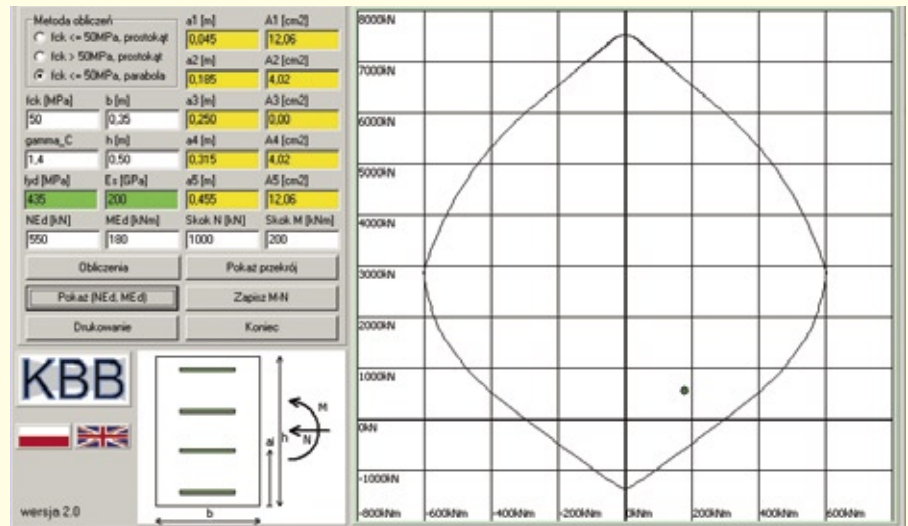 Metoda obliczeń
fck <= 50MPa, prostokąt
fck > 50MPa, prostokąt
fck <= 50MPa, parabola
a1 [m] A1 [cm2]
0,045 12,06
a2 [m] A2 [cm2]
0,185 4,02
fck [MPa] b [m] a3 [m] A3 [cm2]
50 0,35 0,250 0,00
gamma_C h [m] a4 [m] A4 [cm2]
1,4 0,50 0,315 4,02
fyd [MPa] Es [GPa] a5 [m] A5 [cm2]
435 200 0,455 12,06
NEd [kN] MEd [kNm] Skok N [kN] Skok M [kNm]
550 180 1000 200
Obliczenia Pokaż przekrój
Pokaż (NEd, MEd) Zapisz M-N
Drukowanie Koniec
KBB
M
N
h
ai
b
wersja 2.0
8000kN
7000kN
6000kN
5000kN
4000kN
3000kN
2000kN
1000kN
0kN
-1000kN
-800kNm -600kNm -400kNm -200kNm 0kNm 200kNm 400kNm 600kNm